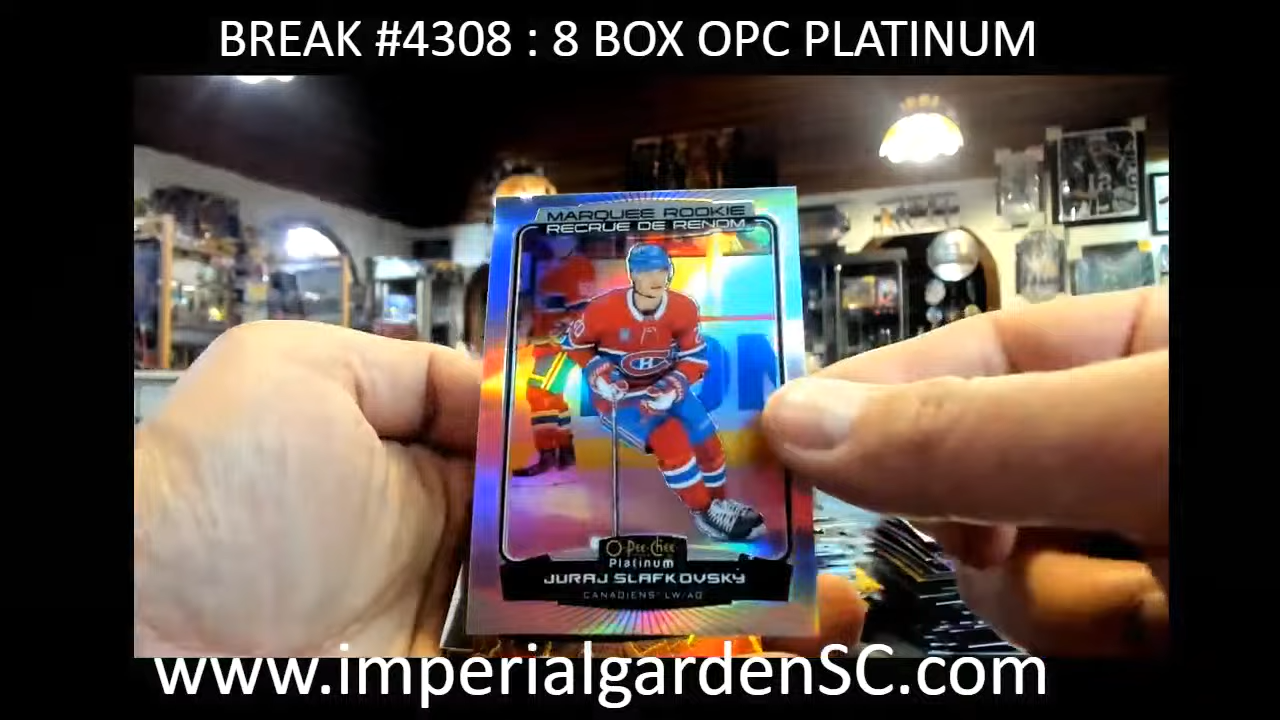 BREAK #4308 : 8 BOX OPC PLATINUM
MARQUEE ROOKIE
RECRUE DE RENOM
O-Pee-Chee
Platinum
JURAJ SLAFKOVSKÝ
CANADIENS LW/AG
www.imperialgardenSC.com